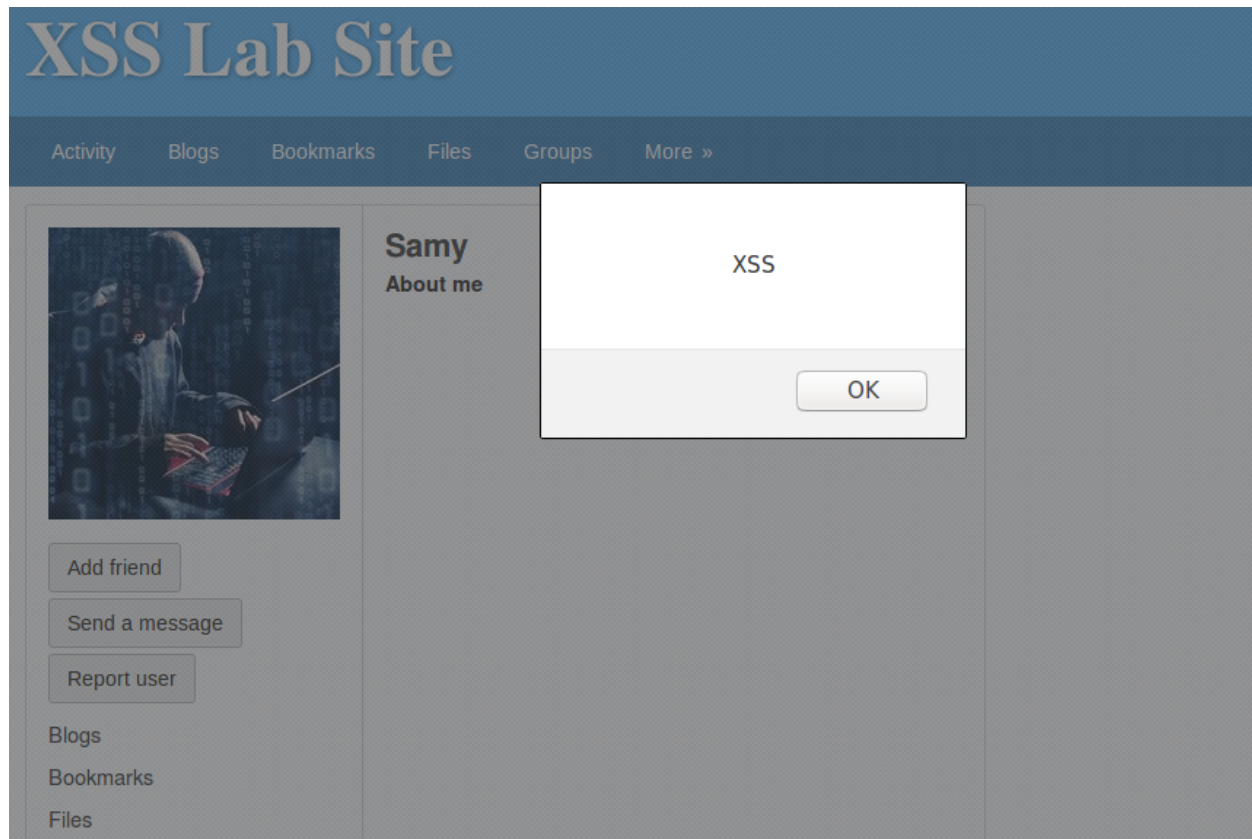 XSS Lab Site
Activity Blogs Bookmarks Files Groups More »
Samy
About me
XSS
OK
Add friend
Send a message
Report user
Blogs
Bookmarks
Files